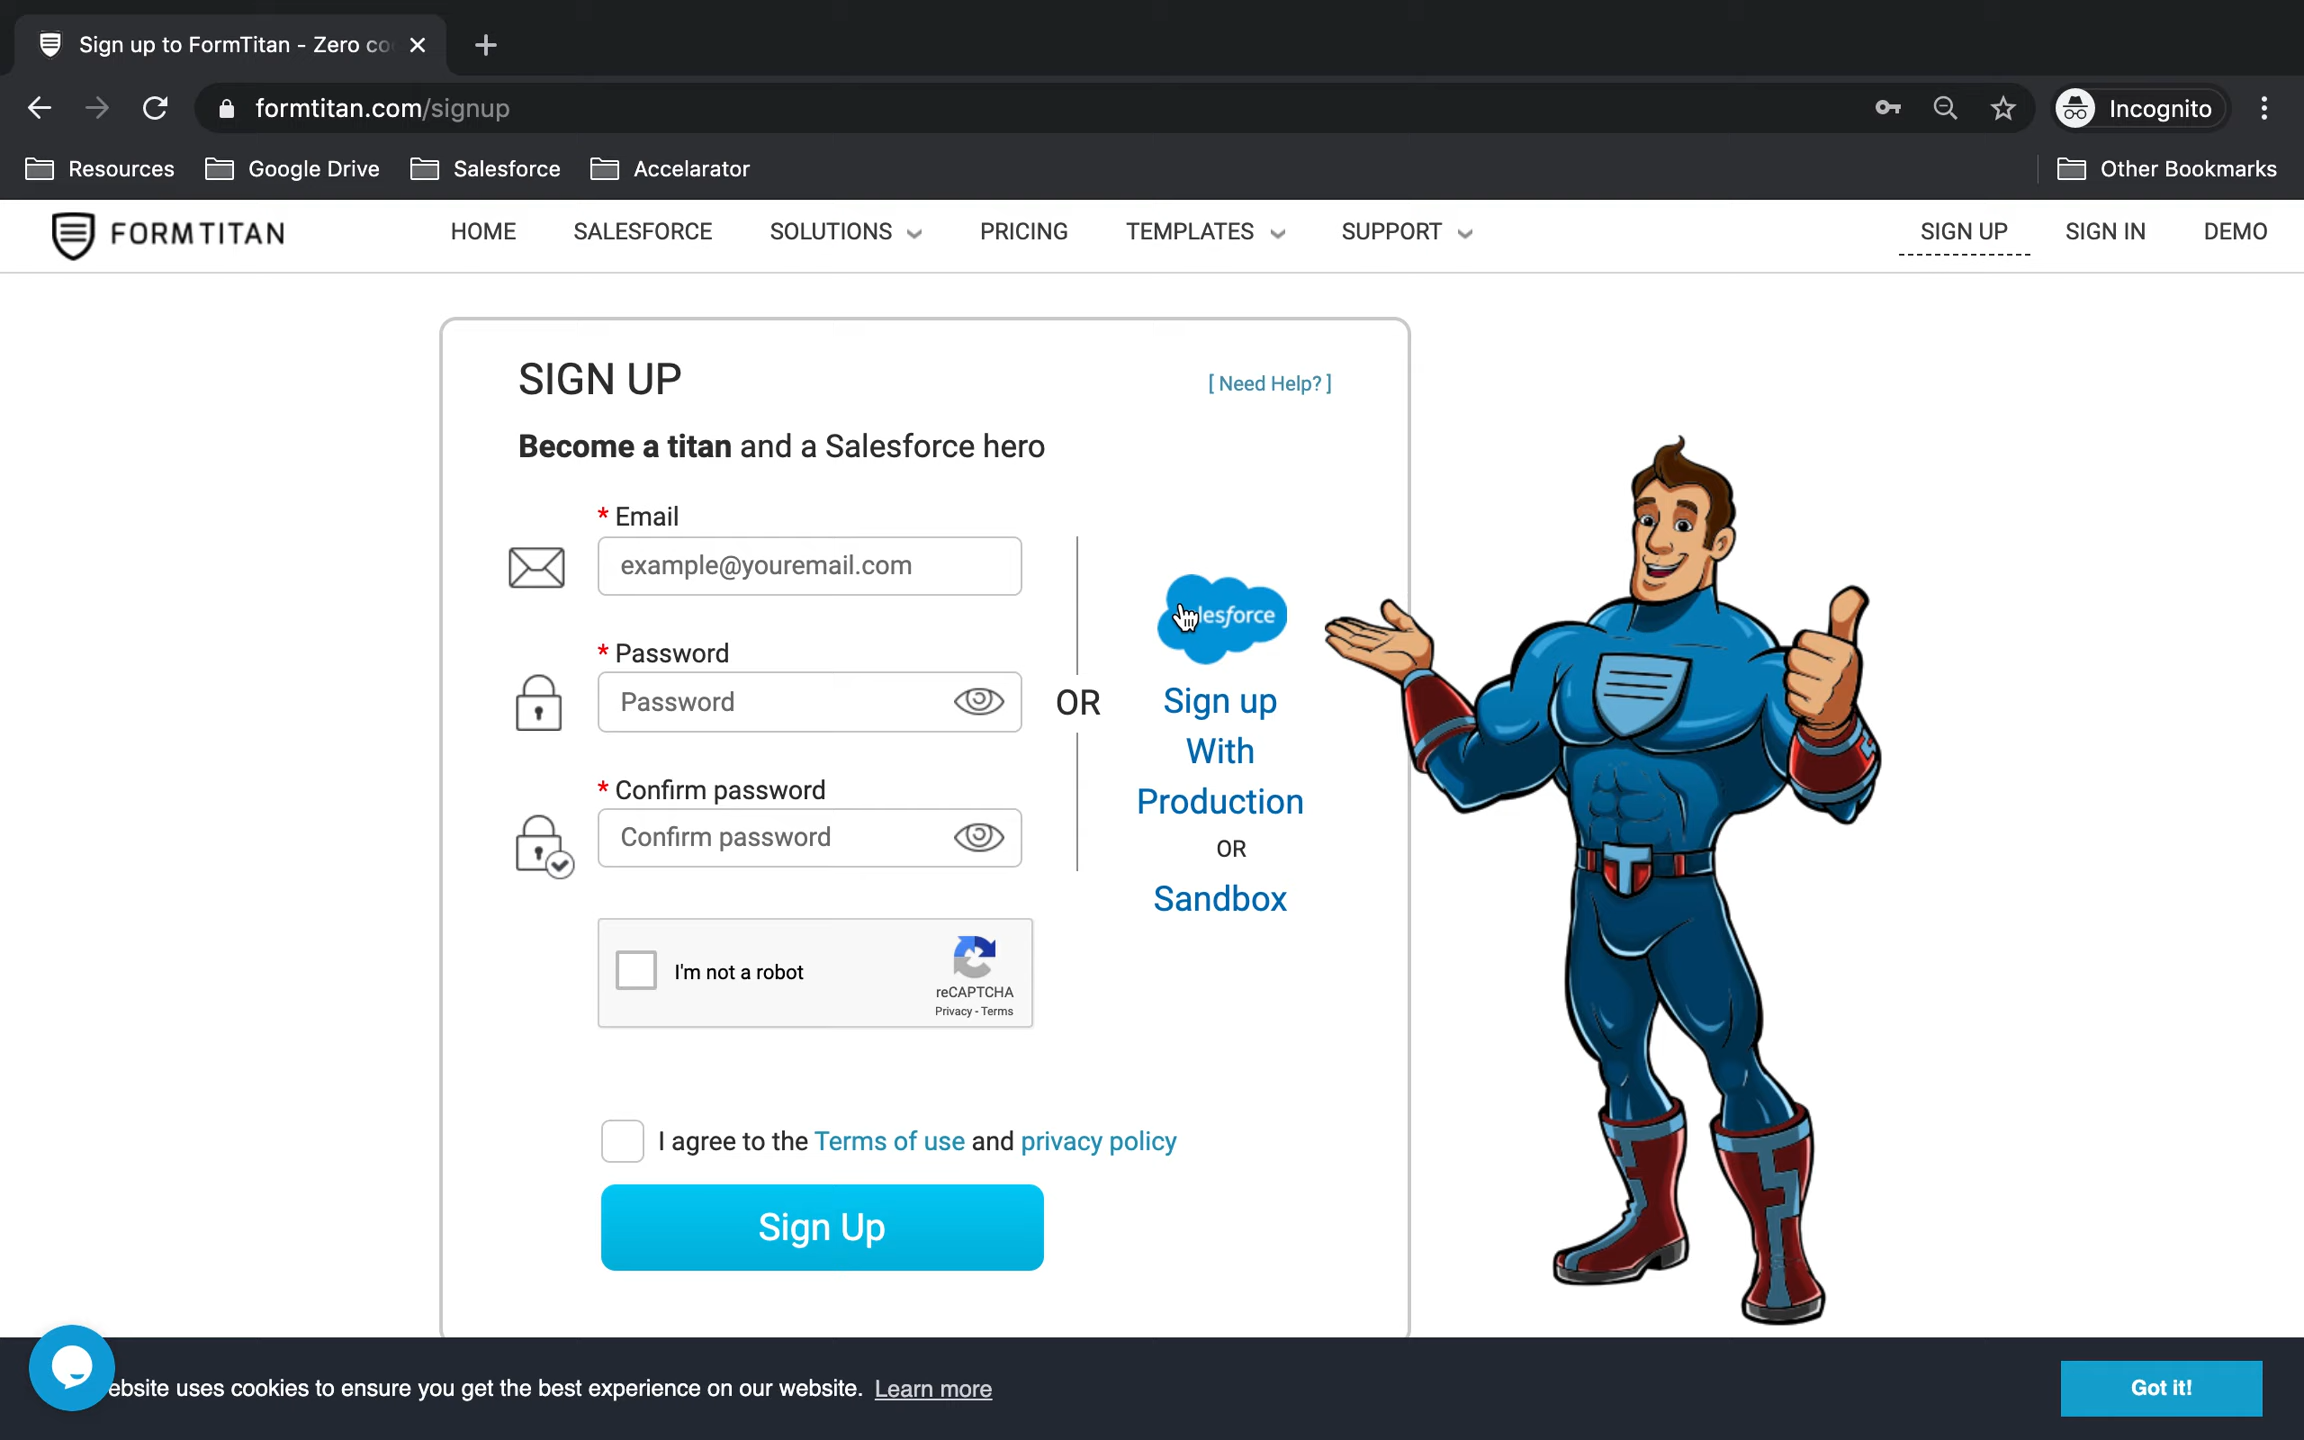 Sign up to FormTitan - Zero co
formtitan.com/signup
Incognito
Resources
Google Drive
Salesforce
Accelarator
Other Bookmarks
FORMTITAN
HOME
SALESFORCE
SOLUTIONS
PRICING
TEMPLATES
SUPPORT
SIGN UP
SIGN IN
DEMO
SIGN UP
[ Need Help? ]
Become a titan and a Salesforce hero
* Email
example@youremail.com
* Password
Password
* Confirm password
Confirm password
I'm not a robot
reCAPTCHA
Privacy - Terms
OR
lesforce
Sign up
With
Production
OR
Sandbox
I agree to the Terms of use and privacy policy
Sign Up
ebsite uses cookies to ensure you get the best experience on our website. Learn more
Got it!